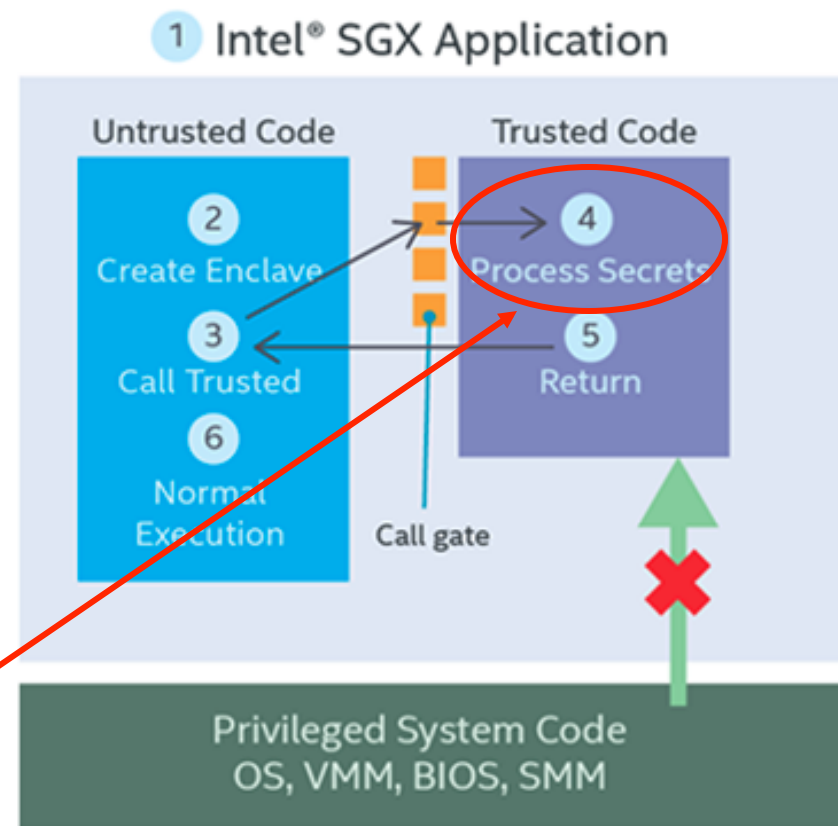 1 Intel® SGX Application
Untrusted Code
Trusted Code
2
Create Enclave
3
Call Trusted
6
Normal
Execution
Call gate
4
Process Secrets
5
Return
Privileged System Code
OS, VMM, BIOS, SMM